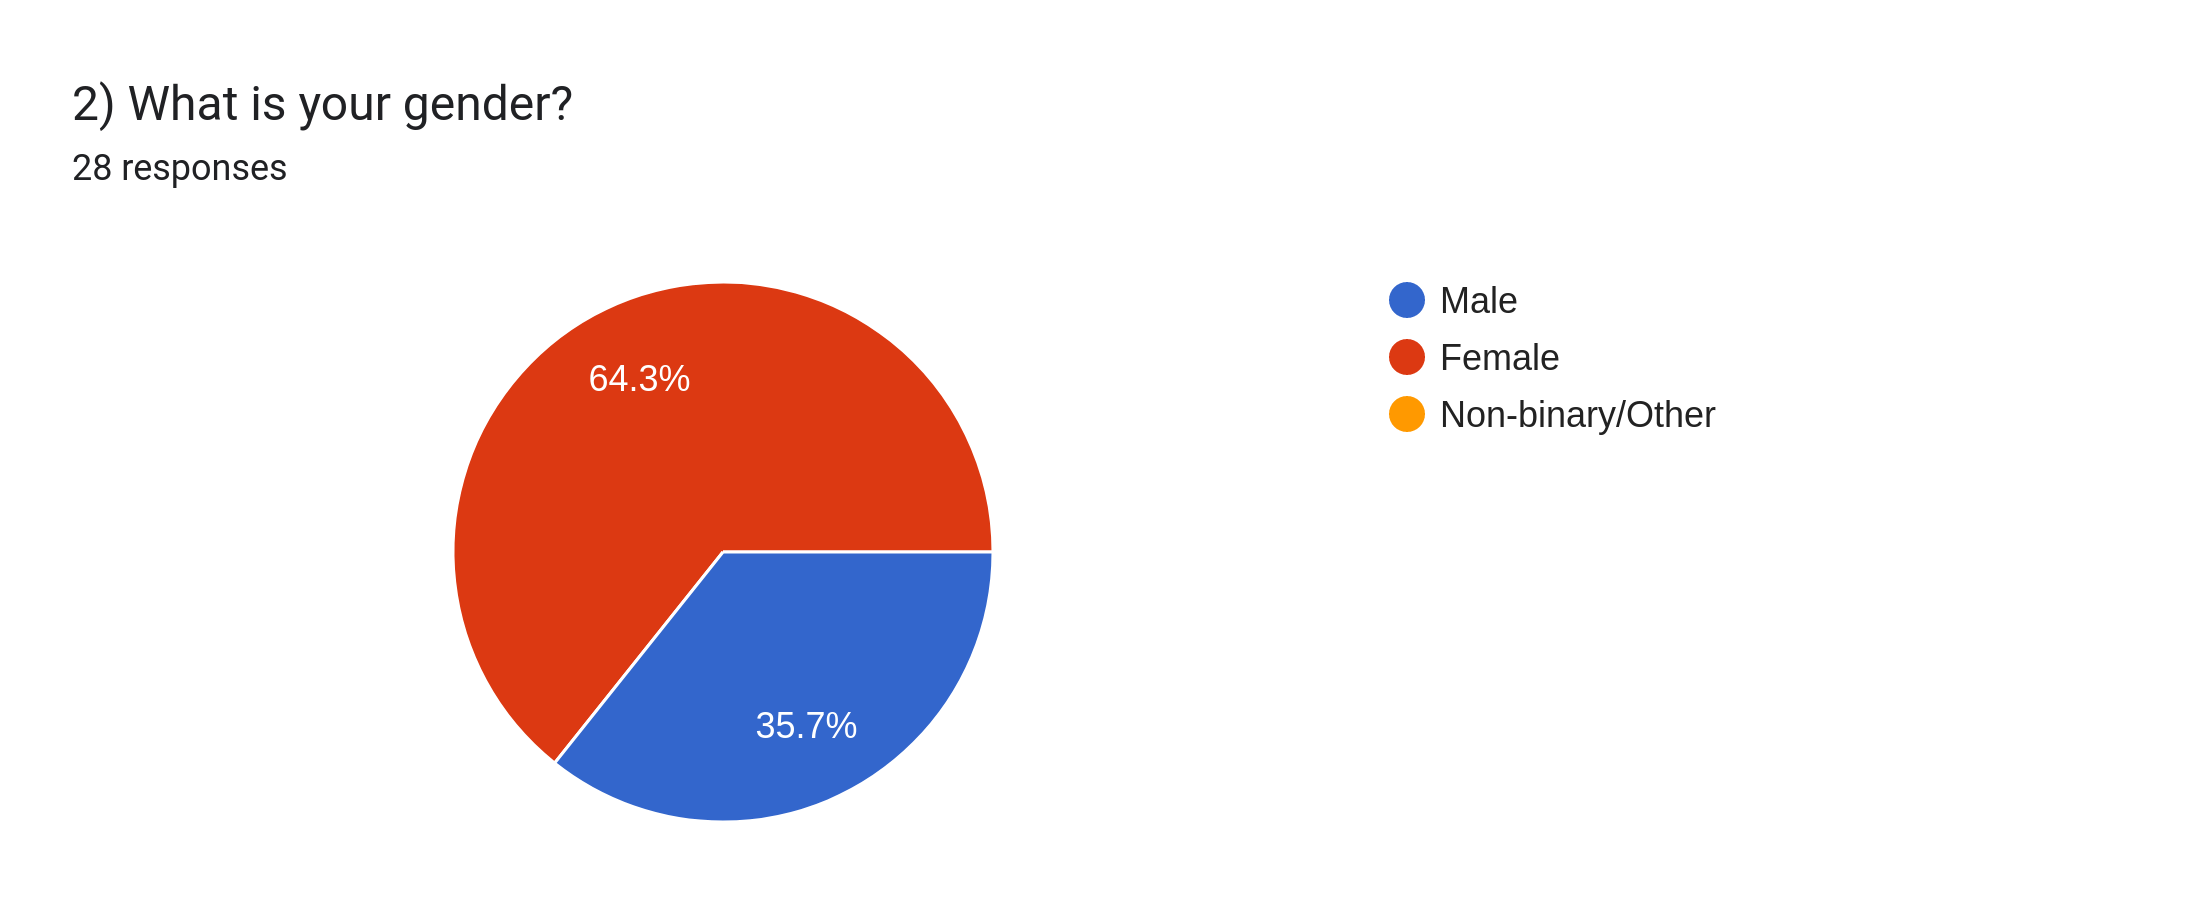 2) What is your gender?
28 responses
64.3%
35.7%
Male
Female
Non-binary/Other